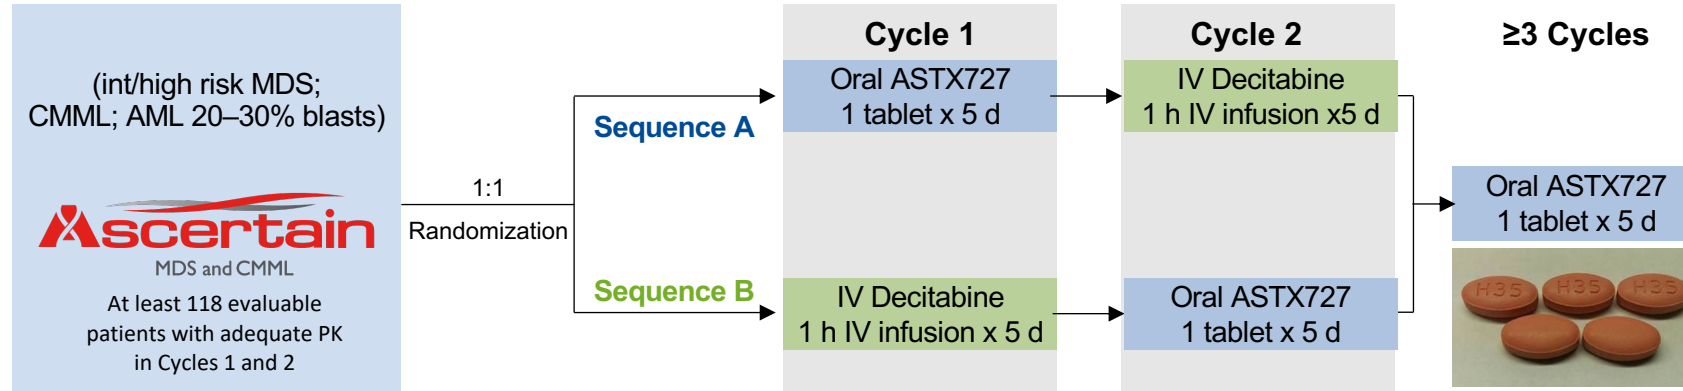 (int/high risk MDS;
CMML; AML 20–30% blasts)
Ascertain
MDS and CMML
At least 118 evaluable
patients with adequate PK
in Cycles 1 and 2
1:1
Randomization
Sequence A
Sequence B
Cycle 1
Oral ASTX727
1 tablet x 5 d
IV Decitabine
1 h IV infusion x 5 d
Cycle 2
IV Decitabine
1 h IV infusion x5 d
Oral ASTX727
1 tablet x 5 d
≥3 Cycles
Oral ASTX727
1 tablet x 5 d
H35 H35 H35